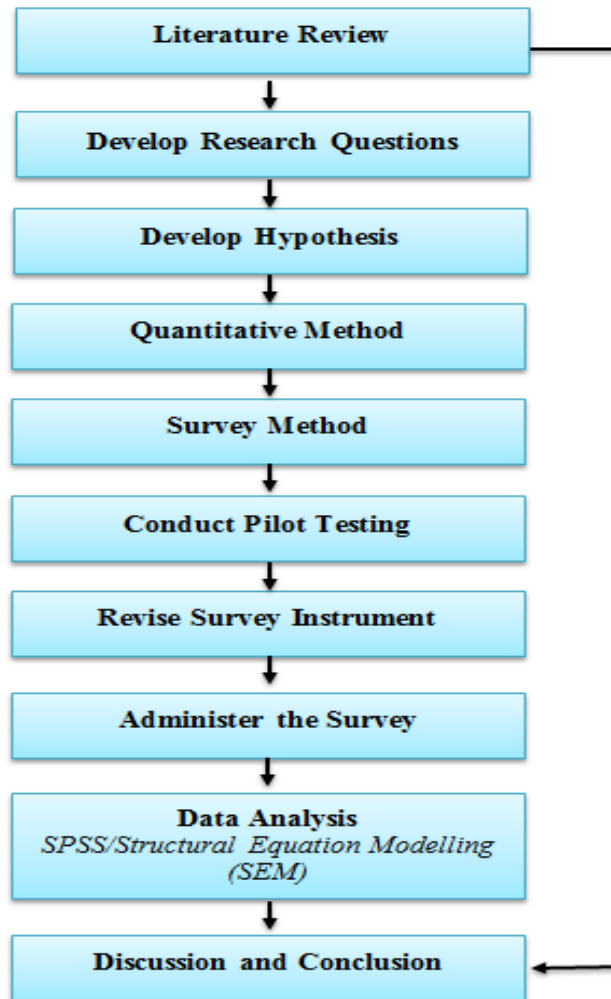 Literature Review
Develop Research Questions
Develop Hypothesis
Quantitative Method
Survey Method
Conduct Pilot Testing
Revise Survey Instrument
Administer the Survey
Data Analysis
SPSS/Structural Equation Modelling
(SEM)
Discussion and Conclusion